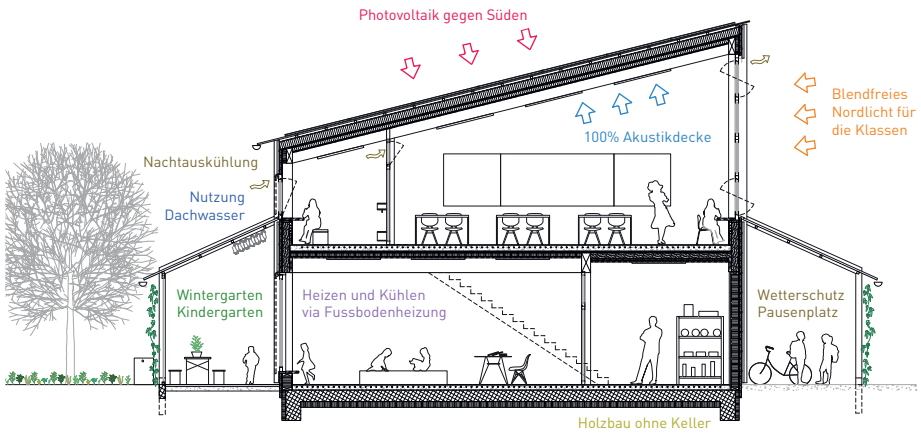 Photovoltaik gegen Süden
Blendfreies
Nordlicht für
die Klassen
100% Akustikdecke
Nachtauskühlung
Nutzung
Dachwasser
Wintergarten
Kindergarten
Heizen und Kühlen
via Fussbodenheizung
Wetterschutz
Pausenplatz
Holzbau ohne Keller